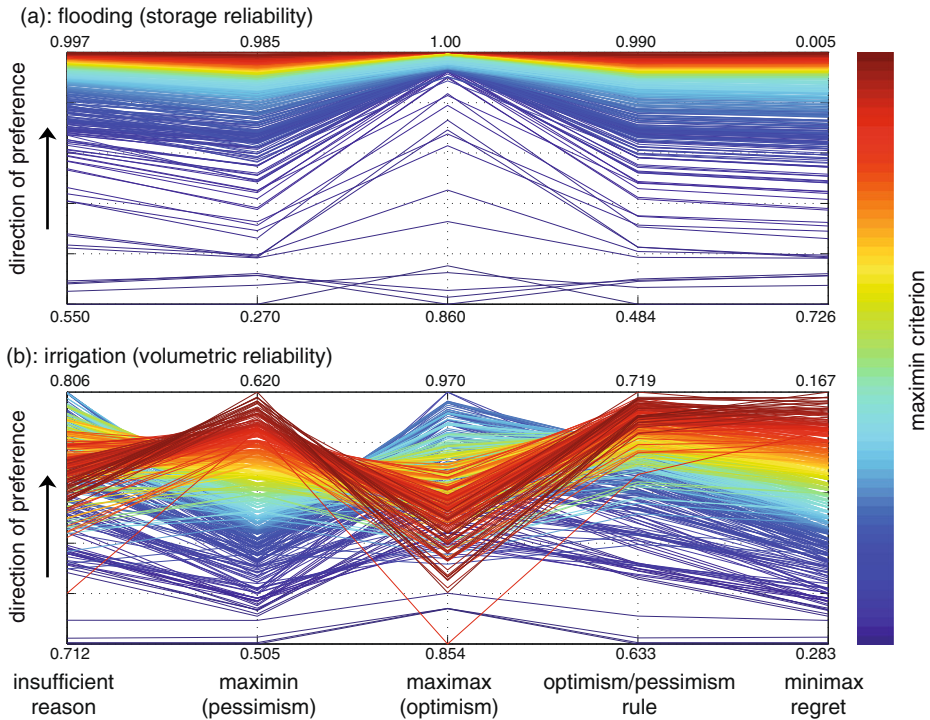 (a): flooding (storage reliability)
0.997 0.985 1.00 0.990 0.005
direction of preference
0.550 0.270 0.860 0.484 0.726
(b): irrigation (volumetric reliability)
0.806 0.620 0.970 0.719 0.167
direction of preference
0.712 0.505 0.854 0.633 0.283
insufficient reason
maximin (pessimism)
maximax (optimism)
optimism/pessimism rule
minimax regret
maximin criterion